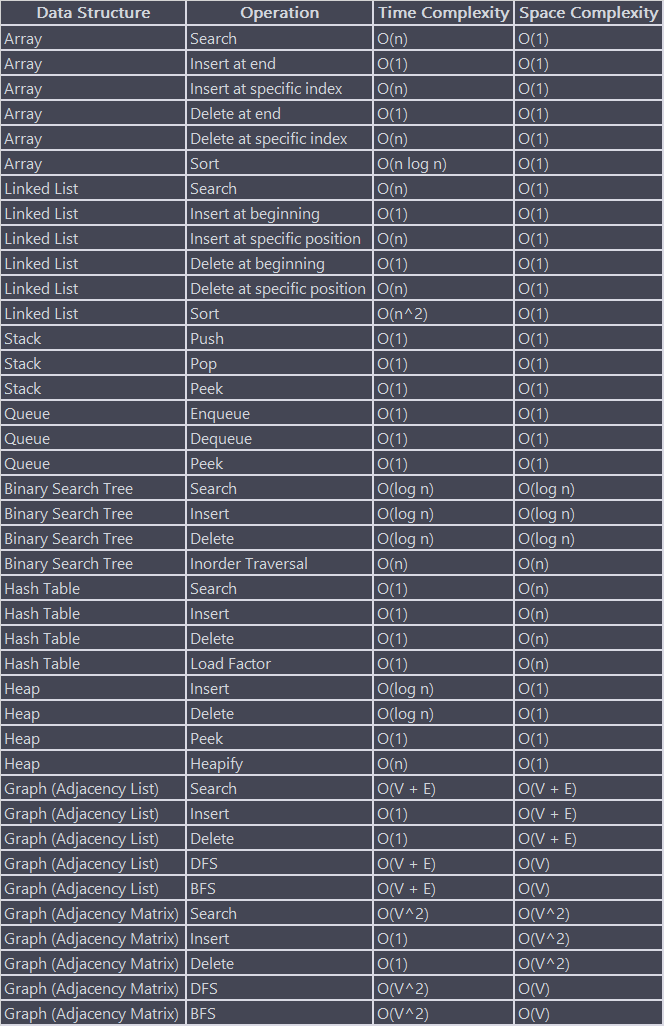 Data Structure Operation Time Complexity Space Complexity
Array Search O(n) O(1)
Array Insert at end O(1) O(1)
Array Insert at specific index O(n) O(1)
Array Delete at end O(1) O(1)
Array Delete at specific index O(n) O(1)
Array Sort O(n log n) O(1)
Linked List Search O(n) O(1)
Linked List Insert at beginning O(1) O(1)
Linked List Insert at specific position O(n) O(1)
Linked List Delete at beginning O(1) O(1)
Linked List Delete at specific position O(n) O(1)
Linked List Sort O(n^2) O(1)
Stack Push O(1) O(1)
Stack Pop O(1) O(1)
Stack Peek O(1) O(1)
Queue Enqueue O(1) O(1)
Queue Dequeue O(1) O(1)
Queue Peek O(1) O(1)
Binary Search Tree Search O(log n) O(log n)
Binary Search Tree Insert O(log n) O(log n)
Binary Search Tree Delete O(log n) O(log n)
Binary Search Tree Inorder Traversal O(n) O(n)
Hash Table Search O(1) O(n)
Hash Table Insert O(1) O(n)
Hash Table Delete O(1) O(n)
Hash Table Load Factor O(1) O(n)
Heap Insert O(log n) O(1)
Heap Delete O(log n) O(1)
Heap Peek O(1) O(1)
Heap Heapify O(n) O(1)
Graph (Adjacency List) Search O(V + E) O(V + E)
Graph (Adjacency List) Insert O(1) O(V + E)
Graph (Adjacency List) Delete O(1) O(V + E)
Graph (Adjacency List) DFS O(V + E) O(V)
Graph (Adjacency List) BFS O(V + E) O(V)
Graph (Adjacency Matrix) Search O(V^2) O(V^2)
Graph (Adjacency Matrix) Insert O(1) O(V^2)
Graph (Adjacency Matrix) Delete O(1) O(V^2)
Graph (Adjacency Matrix) DFS O(V^2) O(V)
Graph (Adjacency Matrix) BFS O(V^2) O(V)